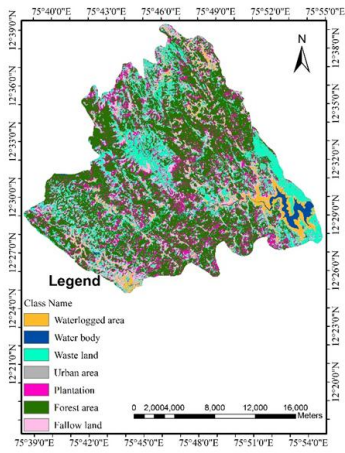 75°40'0"E 75°43'0"E 75°46'0"E 75°49'0"E 75°52'0"E 75°55'0"E
N
12°39'0"N
12°36'0"N
12°33'0"N
12°30'0"N
12°27'0"N
12°24'0"N
12°21'0"N
12°38'0"N
12°35'0"N
12°32'0"N
12°29'0"N
12°26'0"N
12°23'0"N
12°20'0"N
Legend
Class Name
Waterlogged area
Water body
Waste land
Urban area
Plantation
Forest area
Fallow land
0 2,0004,000 8,000 12,000 16,000
Meters
75°39'0"E 75°42'0"E 75°45'0"E 75°48'0"E 75°51'0"E 75°54'0"E